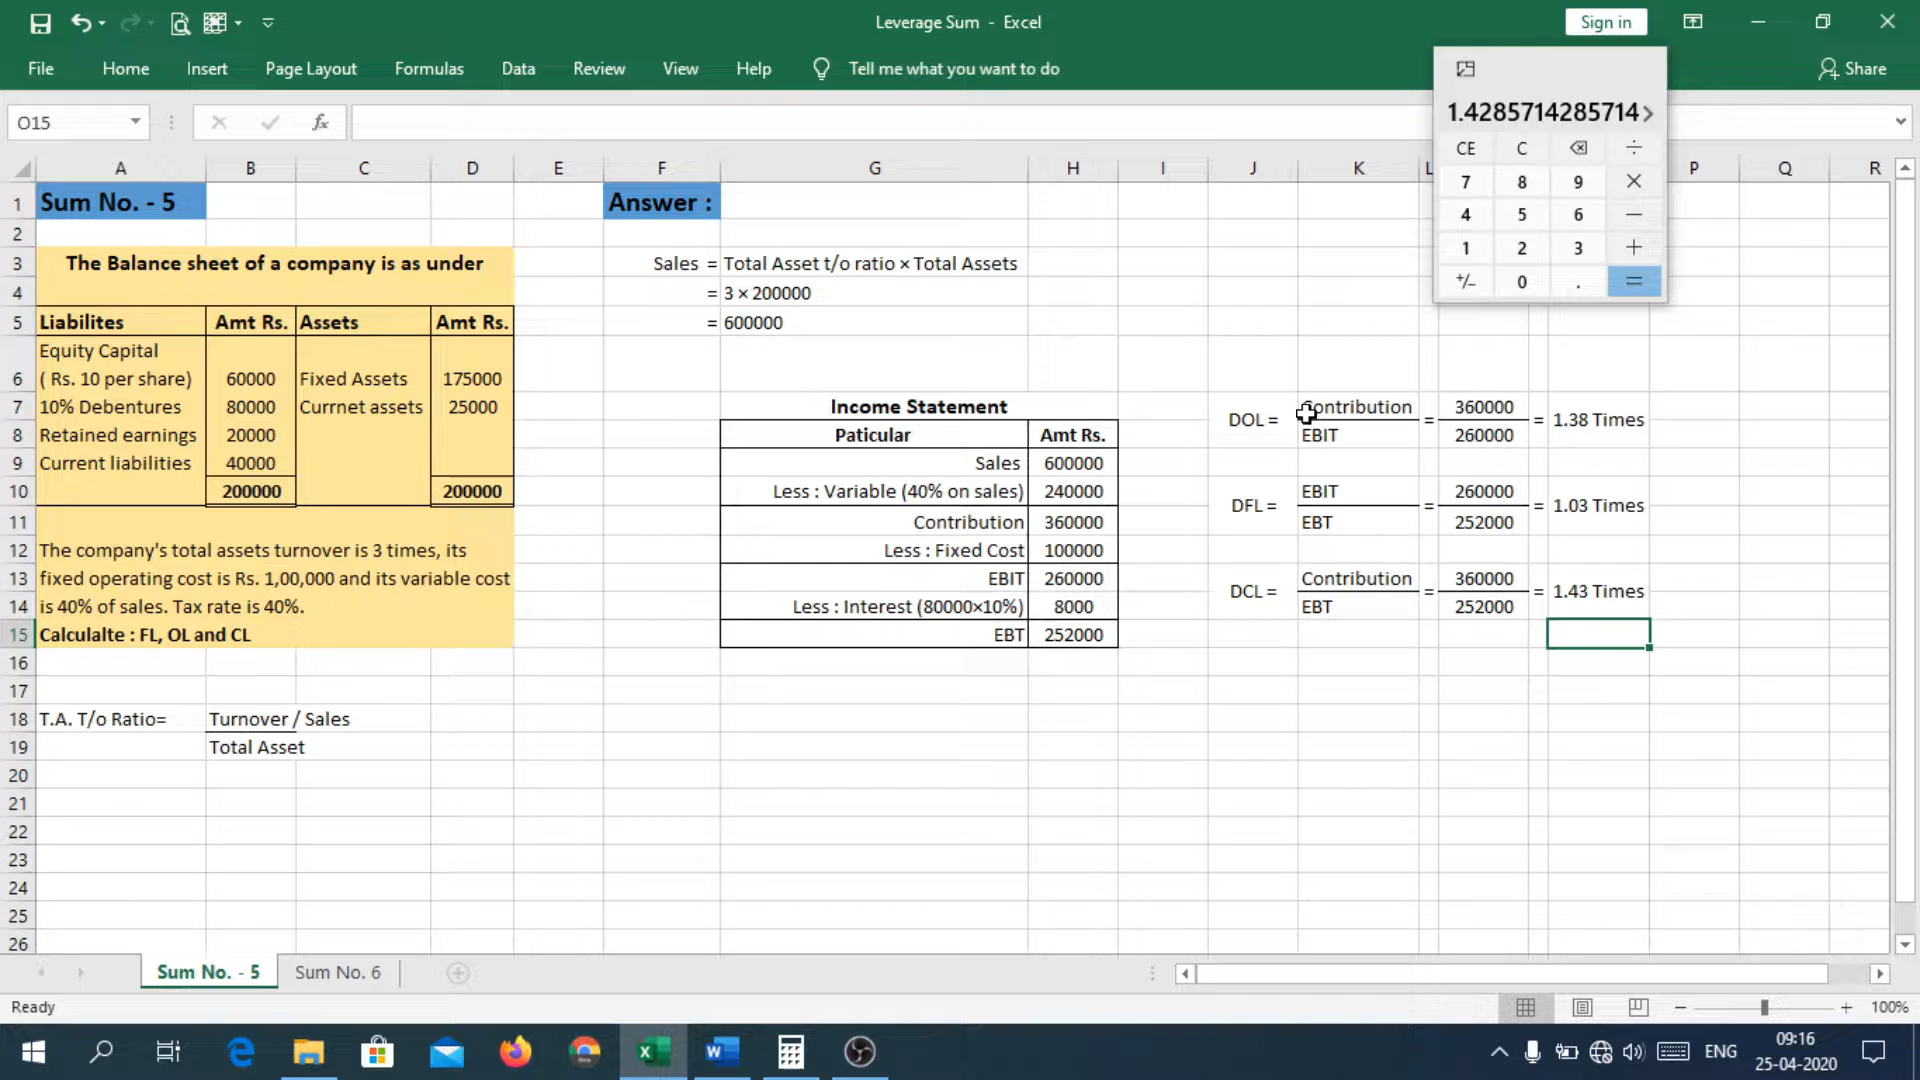 Leverage Sum - Excel
Sign in
File Home Insert Page Layout Formulas Data Review View Help Tell me what you want to do Share
O15 fx
1.4285714285714
CE C ⌫ ÷
7 8 9 ×
4 5 6 −
1 2 3 +
+/− 0 . =
A B C D E F G H I J K L P Q R
1 Sum No. - 5 Answer :
2
3 The Balance sheet of a company is as under Sales = Total Asset t/o ratio × Total Assets
4 = 3 × 200000
5 Liabilites Amt Rs. Assets Amt Rs. = 600000
Equity Capital
6 ( Rs. 10 per share) 60000 Fixed Assets 175000
7 10% Debentures 80000 Currnet assets 25000 Income Statement Contribution 360000
DOL = = = 1.38 Times
8 Retained earnings 20000 Paticular Amt Rs. EBIT 260000
9 Current liabilities 40000 Sales 600000
10 200000 200000 Less : Variable (40% on sales) 240000 EBIT 260000
DFL = = = 1.03 Times
11 Contribution 360000 EBT 252000
12 The company's total assets turnover is 3 times, its Less : Fixed Cost 100000
13 fixed operating cost is Rs. 1,00,000 and its variable cost EBIT 260000 Contribution 360000
DCL = = = 1.43 Times
14 is 40% of sales. Tax rate is 40%. Less : Interest (80000×10%) 8000 EBT 252000
15 Calculalte : FL, OL and CL EBT 252000
16
17
18 T.A. T/o Ratio= Turnover / Sales
19 Total Asset
20
21
22
23
24
25
26
Sum No. - 5 Sum No. 6
Ready 100%
09:16
ENG
25-04-2020